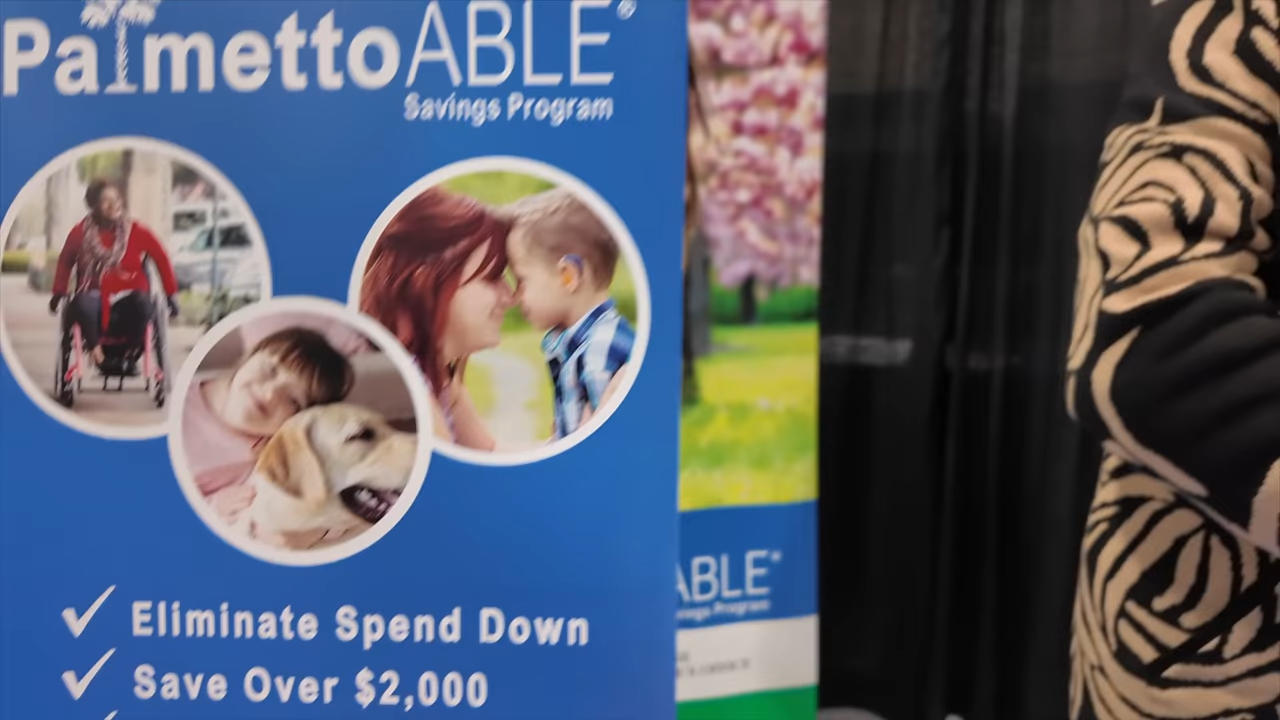 PalmettoABLE®
Savings Program
✓ Eliminate Spend Down
✓ Save Over $2,000
ABLE®
Savings Program